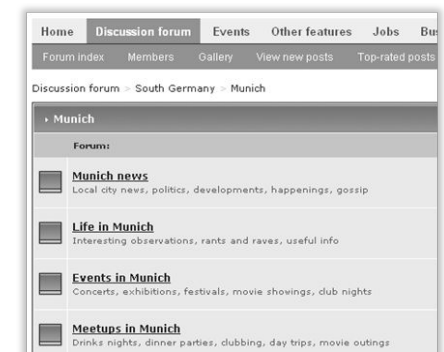 Home Discussion forum Events Other features Jobs
Forum index Members Gallery View new posts Top-rated posts
Discussion forum > South Germany > Munich
› Munich
Forum:
Munich news
Local city news, politics, developments, happenings, gossip
Life in Munich
Interesting observations, rants and raves, useful info
Events in Munich
Concerts, exhibitions, festivals, movie showings, club nights
Meetups in Munich
Drinks nights, dinner parties, clubbing, day trips, movie outings